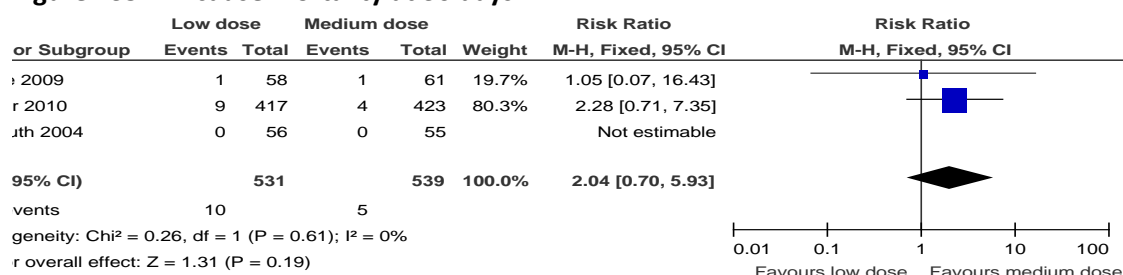 Low dose Medium dose Risk Ratio Risk Ratio
or Subgroup Events Total Events Total Weight M-H, Fixed, 95% CI M-H, Fixed, 95% CI
2009 1 58 1 61 19.7% 1.05 [0.07, 16.43]
r 2010 9 417 4 423 80.3% 2.28 [0.71, 7.35]
uth 2004 0 56 0 55 Not estimable
95% CI) 531 539 100.0% 2.04 [0.70, 5.93]
vents 10 5
geneity: Chi² = 0.26, df = 1 (P = 0.61); I² = 0%
r overall effect: Z = 1.31 (P = 0.19)
0.01 0.1 1 10 100
Favours low dose Favours medium dose